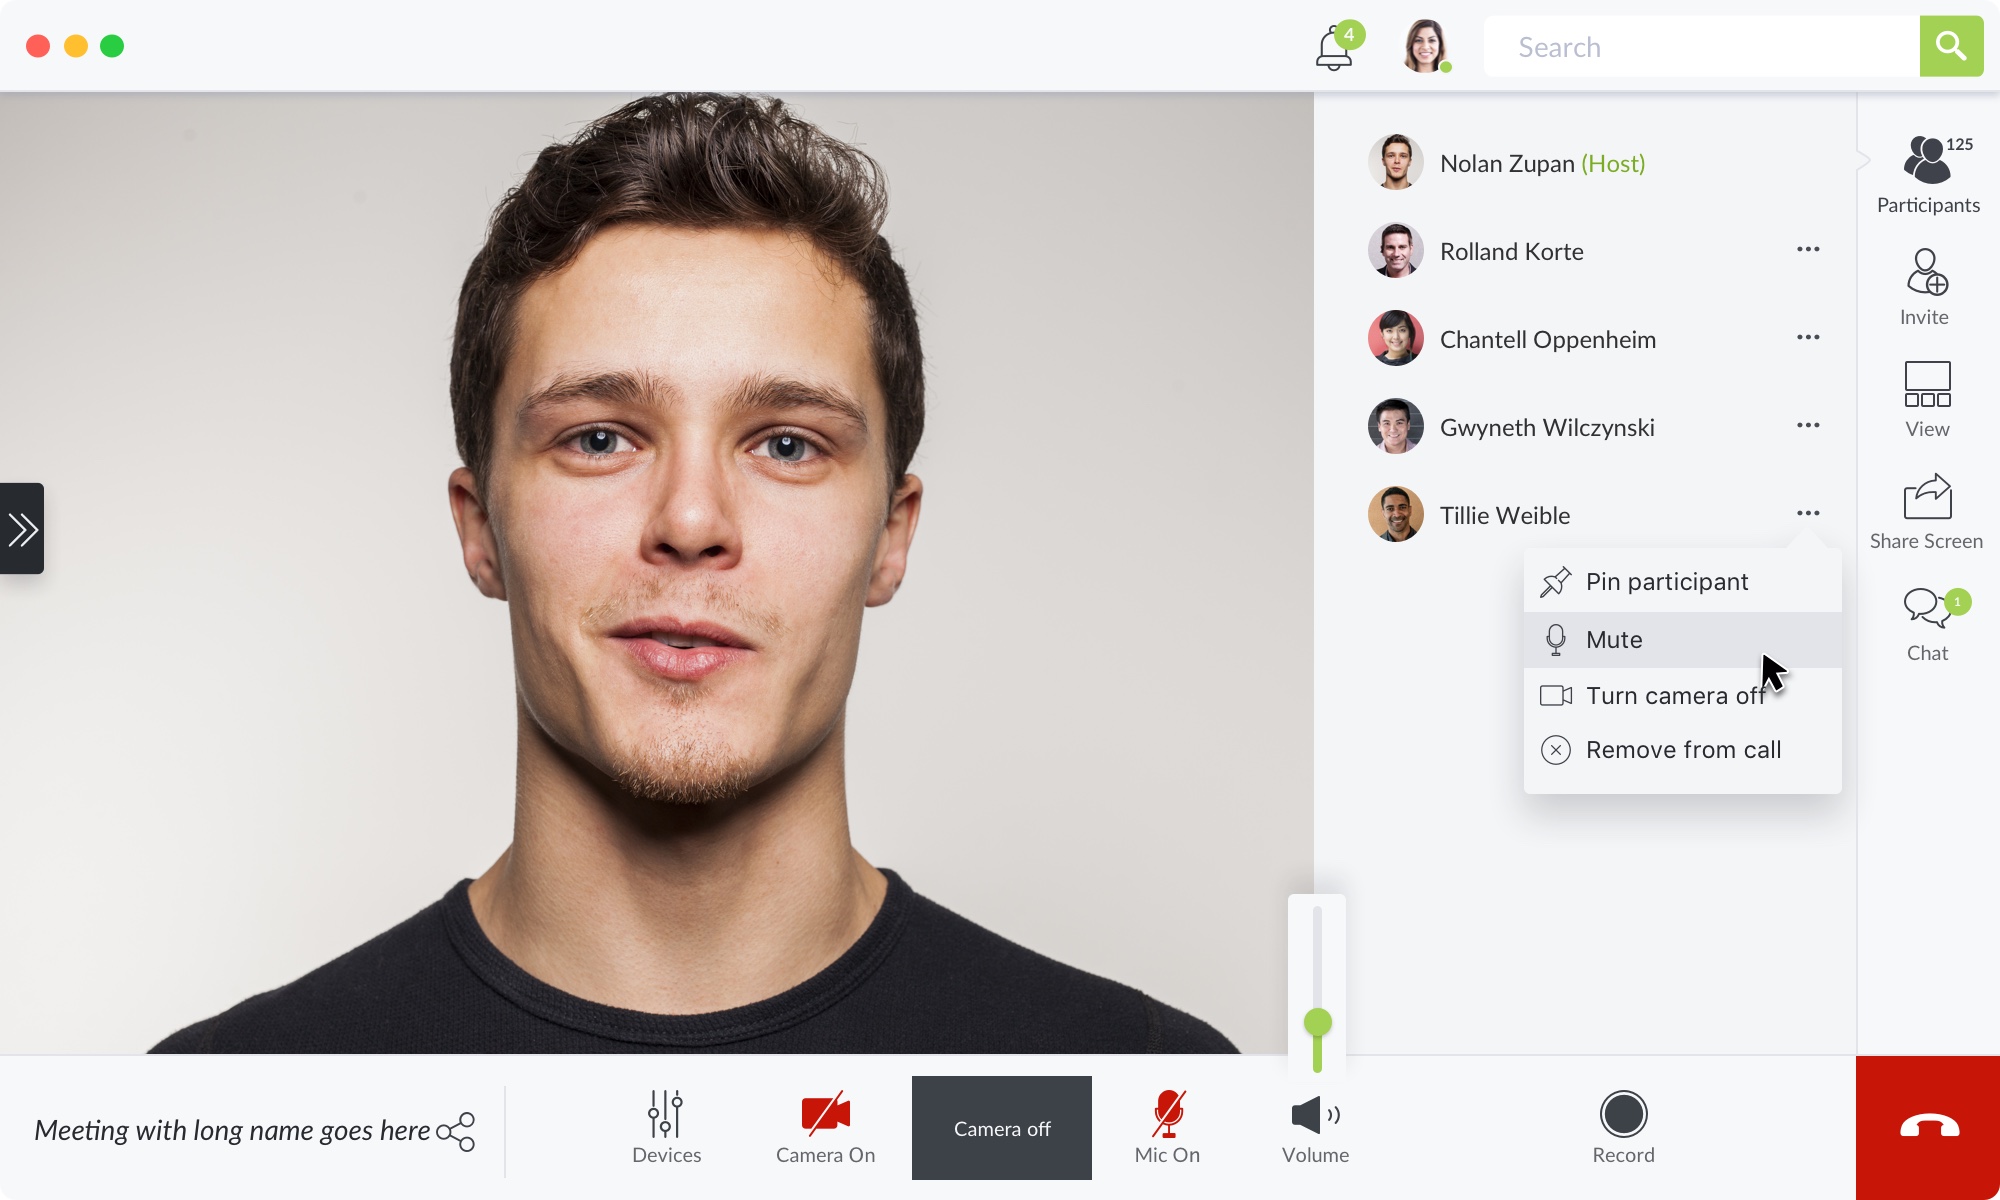 4
Search
Nolan Zupan (Host)
125
Participants
Rolland Korte
Invite
Chantell Oppenheim
View
Gwyneth Wilczynski
Tillie Weible
Share Screen
Pin participant
Mute
1
Chat
Turn camera off
Remove from call
Meeting with long name goes here
Devices
Camera On
Camera off
Mic On
Volume
Record